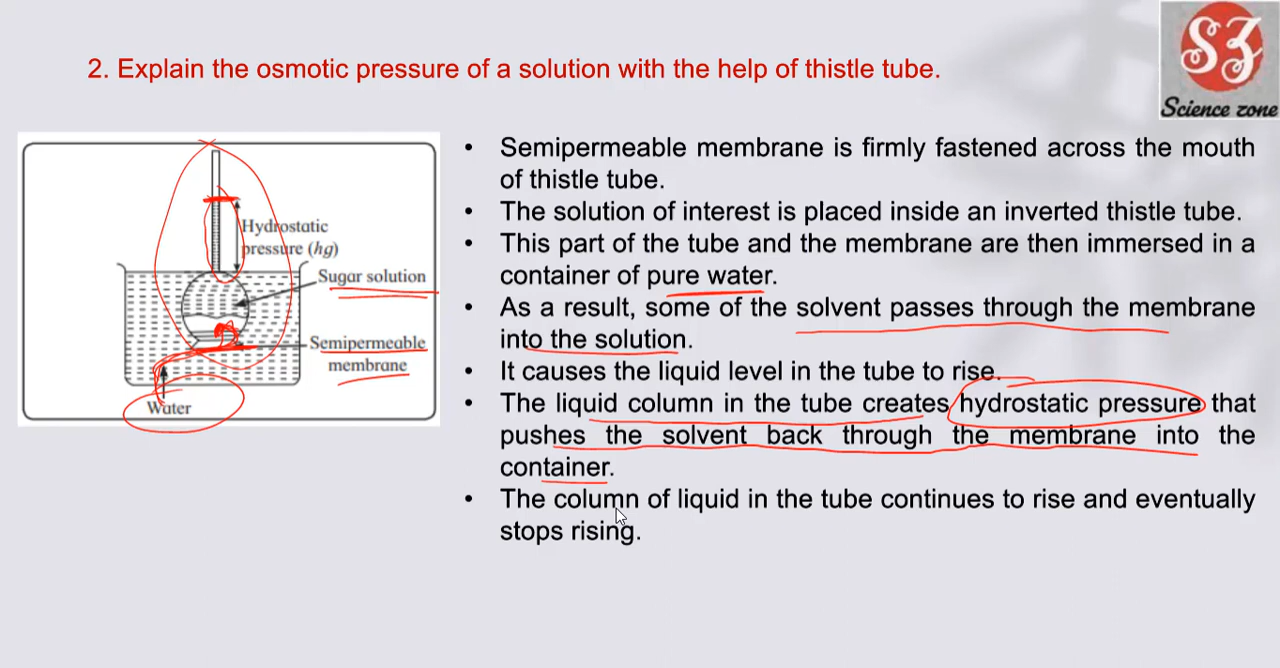 SZ
Science zone
2. Explain the osmotic pressure of a solution with the help of thistle tube.
Hydrostatic
pressure (hg)
Sugar solution
Semipermeable
membrane
Water
• Semipermeable membrane is firmly fastened across the mouth
of thistle tube.
• The solution of interest is placed inside an inverted thistle tube.
• This part of the tube and the membrane are then immersed in a
container of pure water.
• As a result, some of the solvent passes through the membrane
into the solution.
• It causes the liquid level in the tube to rise.
• The liquid column in the tube creates hydrostatic pressure that
pushes the solvent back through the membrane into the
container.
• The column of liquid in the tube continues to rise and eventually
stops rising.